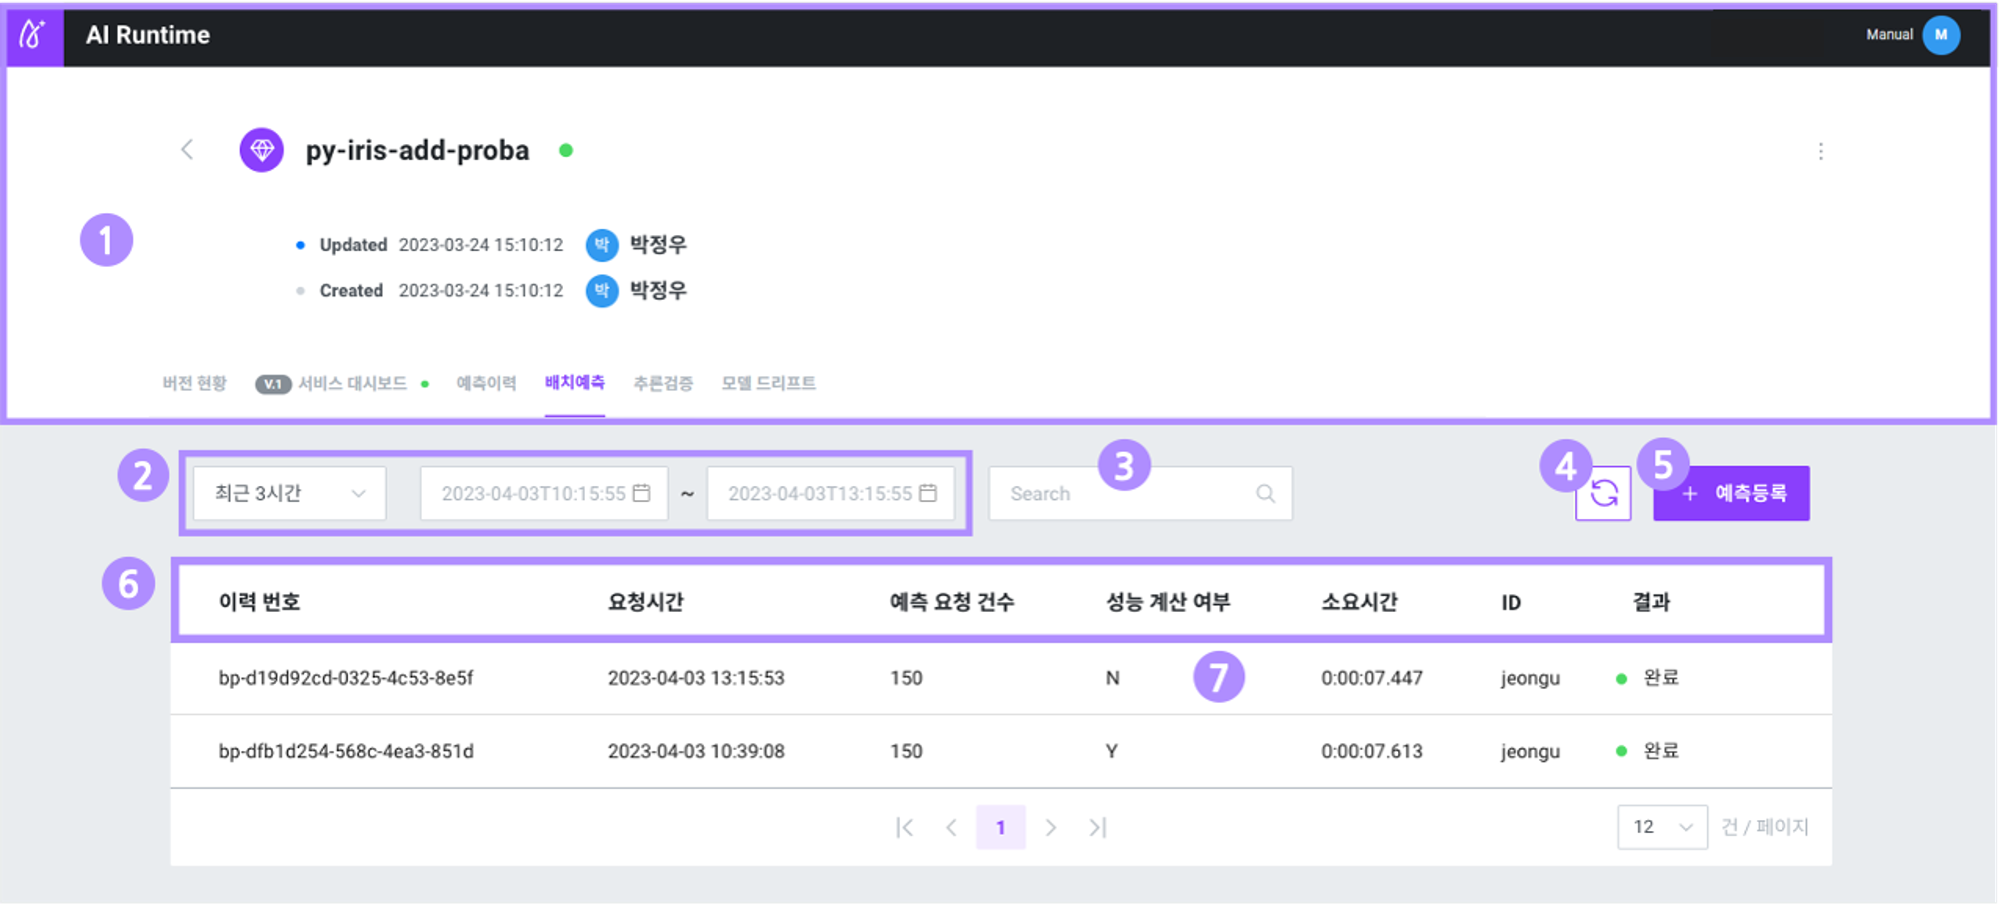 AI Runtime
Manual M
py-iris-add-proba
1
Updated 2023-03-24 15:10:12 박 박정우
Created 2023-03-24 15:10:12 박 박정우
버전 현황 V.1 서비스 대시보드 예측이력 배치예측 추론검증 모델 드리프트
2 3 4 5
최근 3시간 2023-04-03T10:15:55 ~ 2023-04-03T13:15:55 Search + 예측등록
6
이력 번호 요청시간 예측 요청 건수 성능 계산 여부 소요시간 ID 결과
bp-d19d92cd-0325-4c53-8e5f 2023-04-03 13:15:53 150 N 7 0:00:07.447 jeongu 완료
bp-dfb1d254-568c-4ea3-851d 2023-04-03 10:39:08 150 Y 0:00:07.613 jeongu 완료
1 12 건 / 페이지